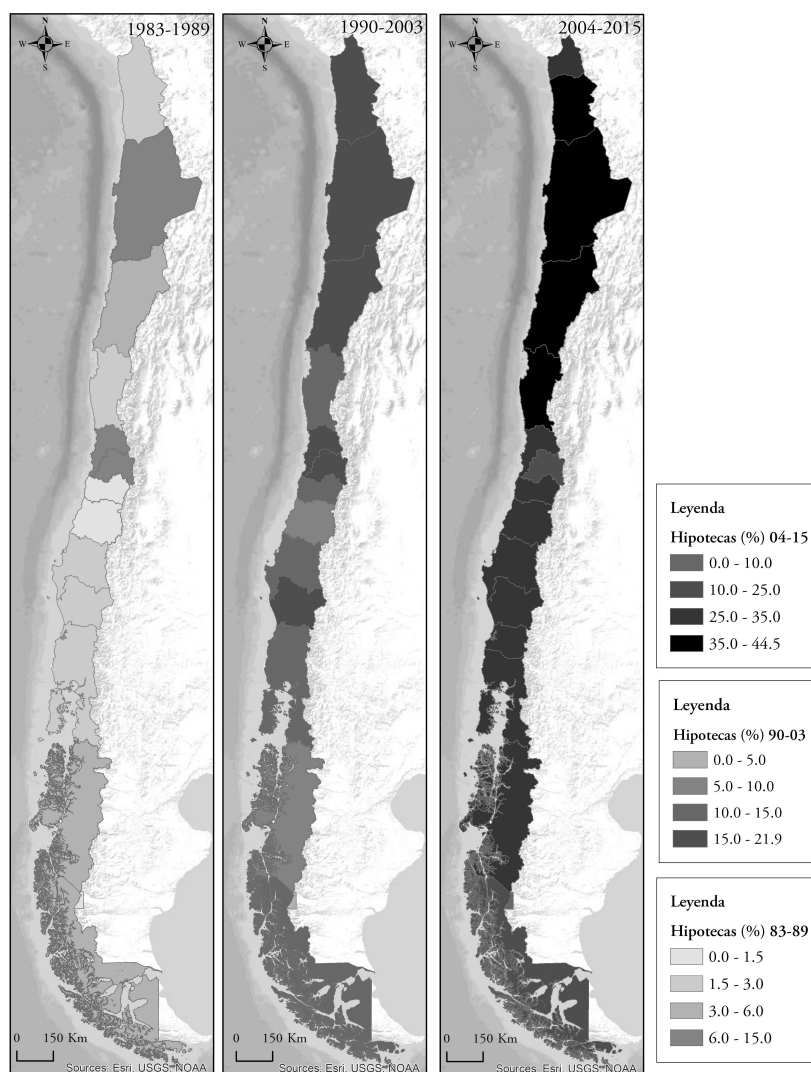 1983-1989
N
W E
S
0 150 Km
Sources: Esri, USGS, NOAA
1990-2003
N
W E
S
0 150 Km
Sources: Esri, USGS, NOAA
2004-2015
N
W E
S
0 150 Km
Sources: Esri, USGS, NOAA
Leyenda
Hipotecas (%) 04-15
0.0 - 10.0
10.0 - 25.0
25.0 - 35.0
35.0 - 44.5
Leyenda
Hipotecas (%) 90-03
0.0 - 5.0
5.0 - 10.0
10.0 - 15.0
15.0 - 21.9
Leyenda
Hipotecas (%) 83-89
0.0 - 1.5
1.5 - 3.0
3.0 - 6.0
6.0 - 15.0